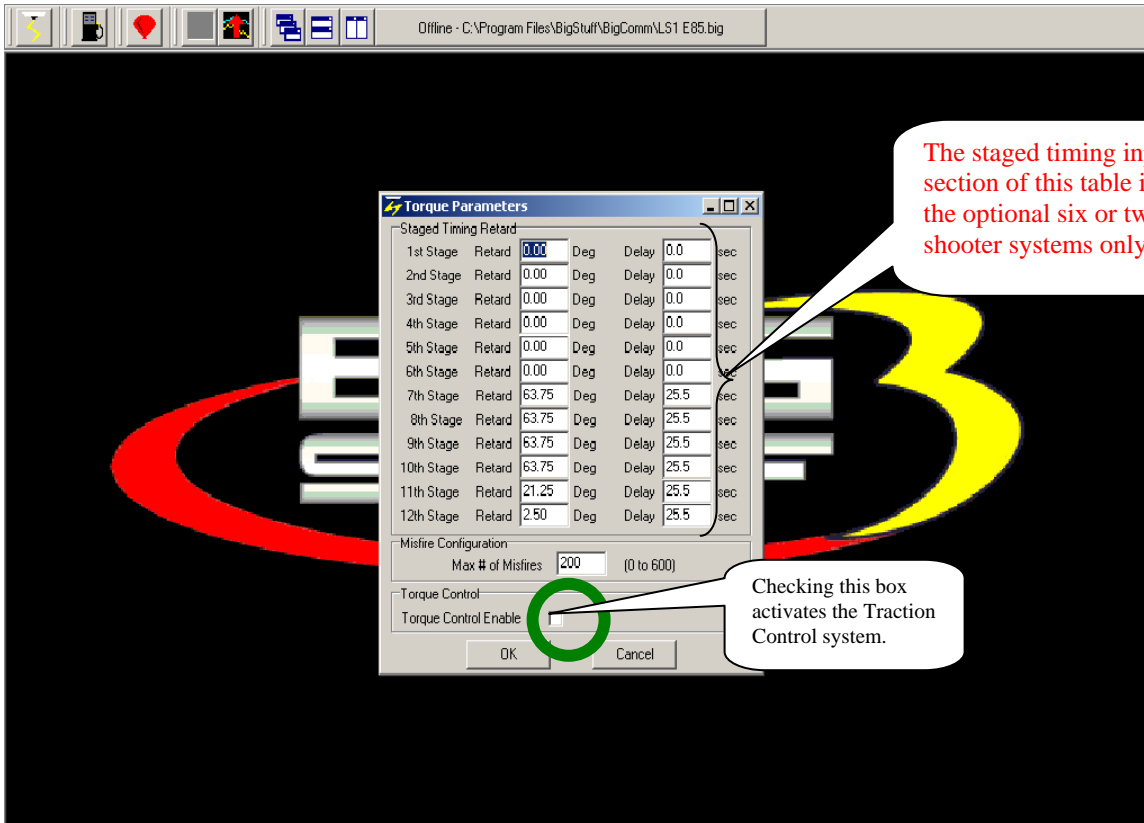 Offline - C:\Program Files\BigStuff\BigComm\LS1 E85.big
The staged timing in
section of this table
the optional six or
shooter systems only
Torque Parameters
Staged Timing Retard
1st Stage Retard 0.00 Deg Delay 0.0 sec
2nd Stage Retard 0.00 Deg Delay 0.0 sec
3rd Stage Retard 0.00 Deg Delay 0.0 sec
4th Stage Retard 0.00 Deg Delay 0.0 sec
5th Stage Retard 0.00 Deg Delay 0.0 sec
6th Stage Retard 0.00 Deg Delay 0.0 sec
7th Stage Retard 63.75 Deg Delay 25.5 sec
8th Stage Retard 63.75 Deg Delay 25.5 sec
9th Stage Retard 63.75 Deg Delay 25.5 sec
10th Stage Retard 63.75 Deg Delay 25.5 sec
11th Stage Retard 21.25 Deg Delay 25.5 sec
12th Stage Retard 2.50 Deg Delay 25.5 sec
Misfire Configuration
Max # of Misfires 200 (0 to 600)
Torque Control
Torque Control Enable
Checking this box
activates the Traction
Control system.
OK Cancel
3